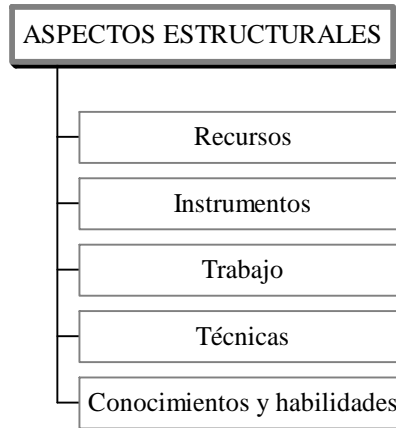 ASPECTOS ESTRUCTURALES
Recursos
Instrumentos
Trabajo
Técnicas
Conocimientos y habilidades